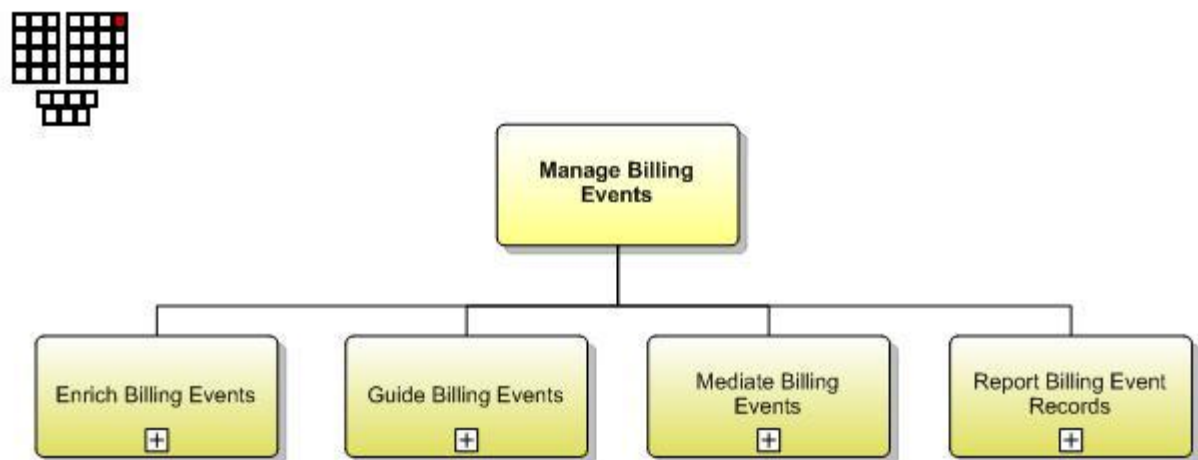 Manage Billing
Events
Enrich Billing Events
Guide Billing Events
Mediate Billing
Events
Report Billing Event
Records